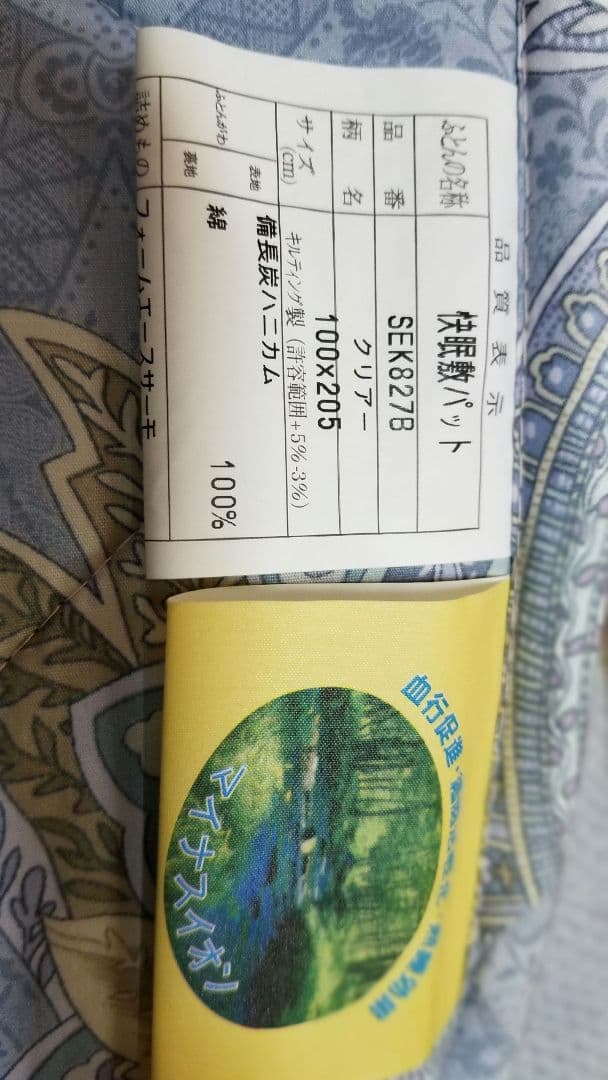 品質表示
ふとんの名称 快眠敷パット
品番 SEK827B
柄名 クリアー
サイズ(cm) 100×205
キルティング製(許容範囲+5%-3%)
ふとんがわ 表地 備長炭ハニカム
裏地 綿 100%
詰めもの フォームエースサーモ
血行促進・
マイナスイオン